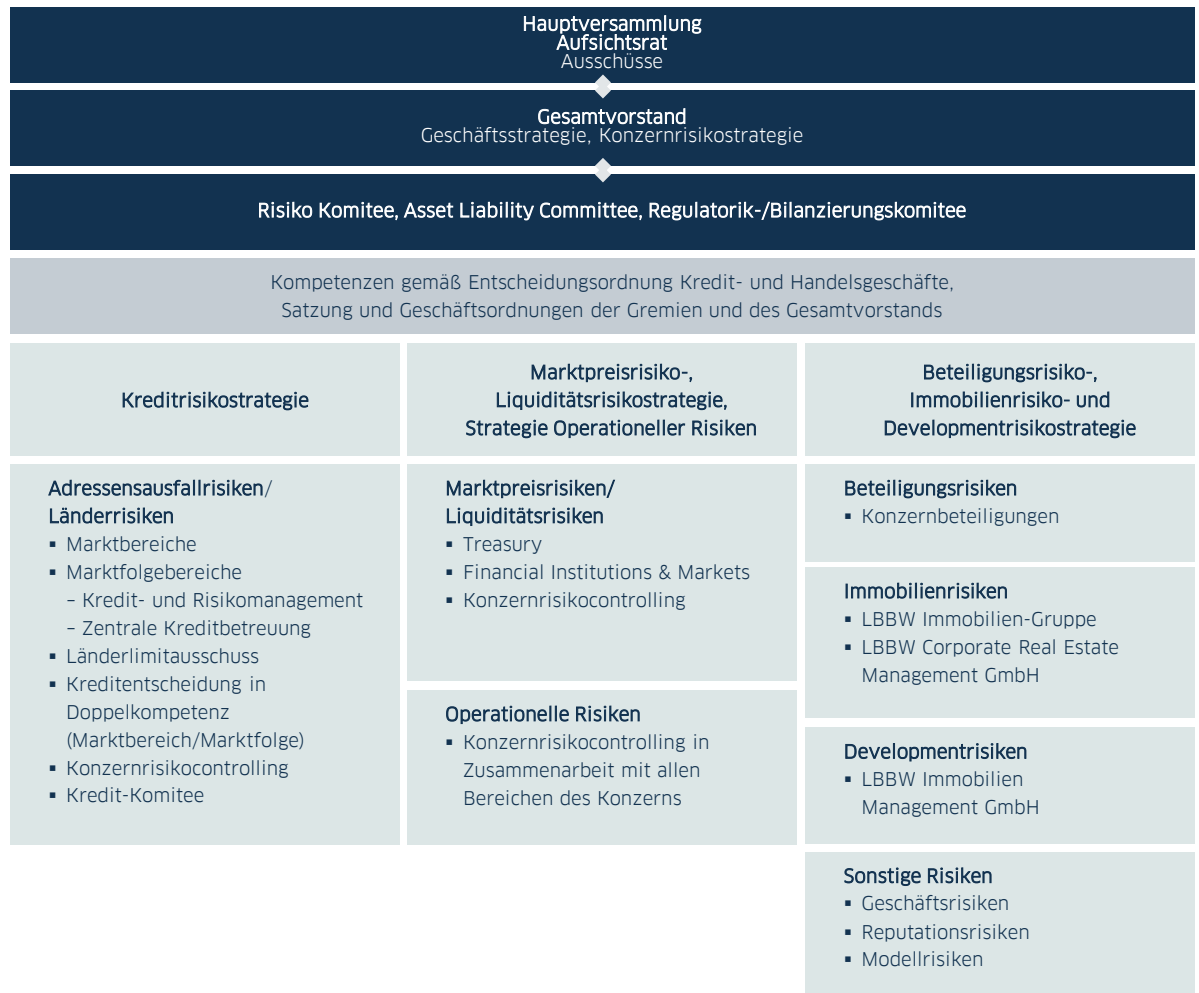 Hauptversammlung
Aufsichtsrat
Ausschüsse
Gesamtvorstand
Geschäftsstrategie, Konzernrisikostrategie
Risiko Komitee, Asset Liability Committee, Regulatorik-/Bilanzierungskomitee
Kompetenzen gemäß Entscheidungsordnung Kredit- und Handelsgeschäfte,
Satzung und Geschäftsordnungen der Gremien und des Gesamtvorstands
Kreditrisikostrategie
Marktpreisrisiko-,
Liquiditätsrisikostrategie,
Strategie Operationeller Risiken
Beteiligungsrisiko-,
Immobilienrisiko- und
Developmentrisikostrategie
Adressensausfallrisiken/
Länderrisiken
▪ Marktbereiche
▪ Marktfolgebereiche
– Kredit- und Risikomanagement
– Zentrale Kreditbetreuung
▪ Länderlimitausschuss
▪ Kreditentscheidung in
Doppelkompetenz
(Marktbereich/Marktfolge)
▪ Konzernrisikocontrolling
▪ Kredit-Komitee
Marktpreisrisiken/
Liquiditätsrisiken
▪ Treasury
▪ Financial Institutions & Markets
▪ Konzernrisikocontrolling
Operationelle Risiken
▪ Konzernrisikocontrolling in
Zusammenarbeit mit allen
Bereichen des Konzerns
Beteiligungsrisiken
▪ Konzernbeteiligungen
Immobilienrisiken
▪ LBBW Immobilien-Gruppe
▪ LBBW Corporate Real Estate
Management GmbH
Developmentrisiken
▪ LBBW Immobilien
Management GmbH
Sonstige Risiken
▪ Geschäftsrisiken
▪ Reputationsrisiken
▪ Modellrisiken